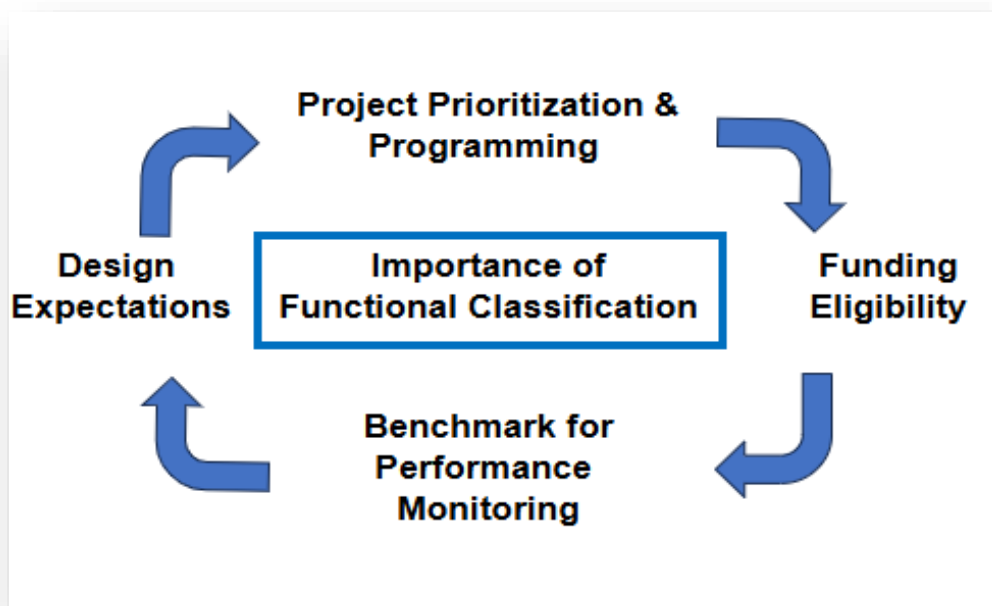 Project Prioritization &
Programming
Design
Expectations
Importance of
Functional Classification
Funding
Eligibility
Benchmark for
Performance
Monitoring